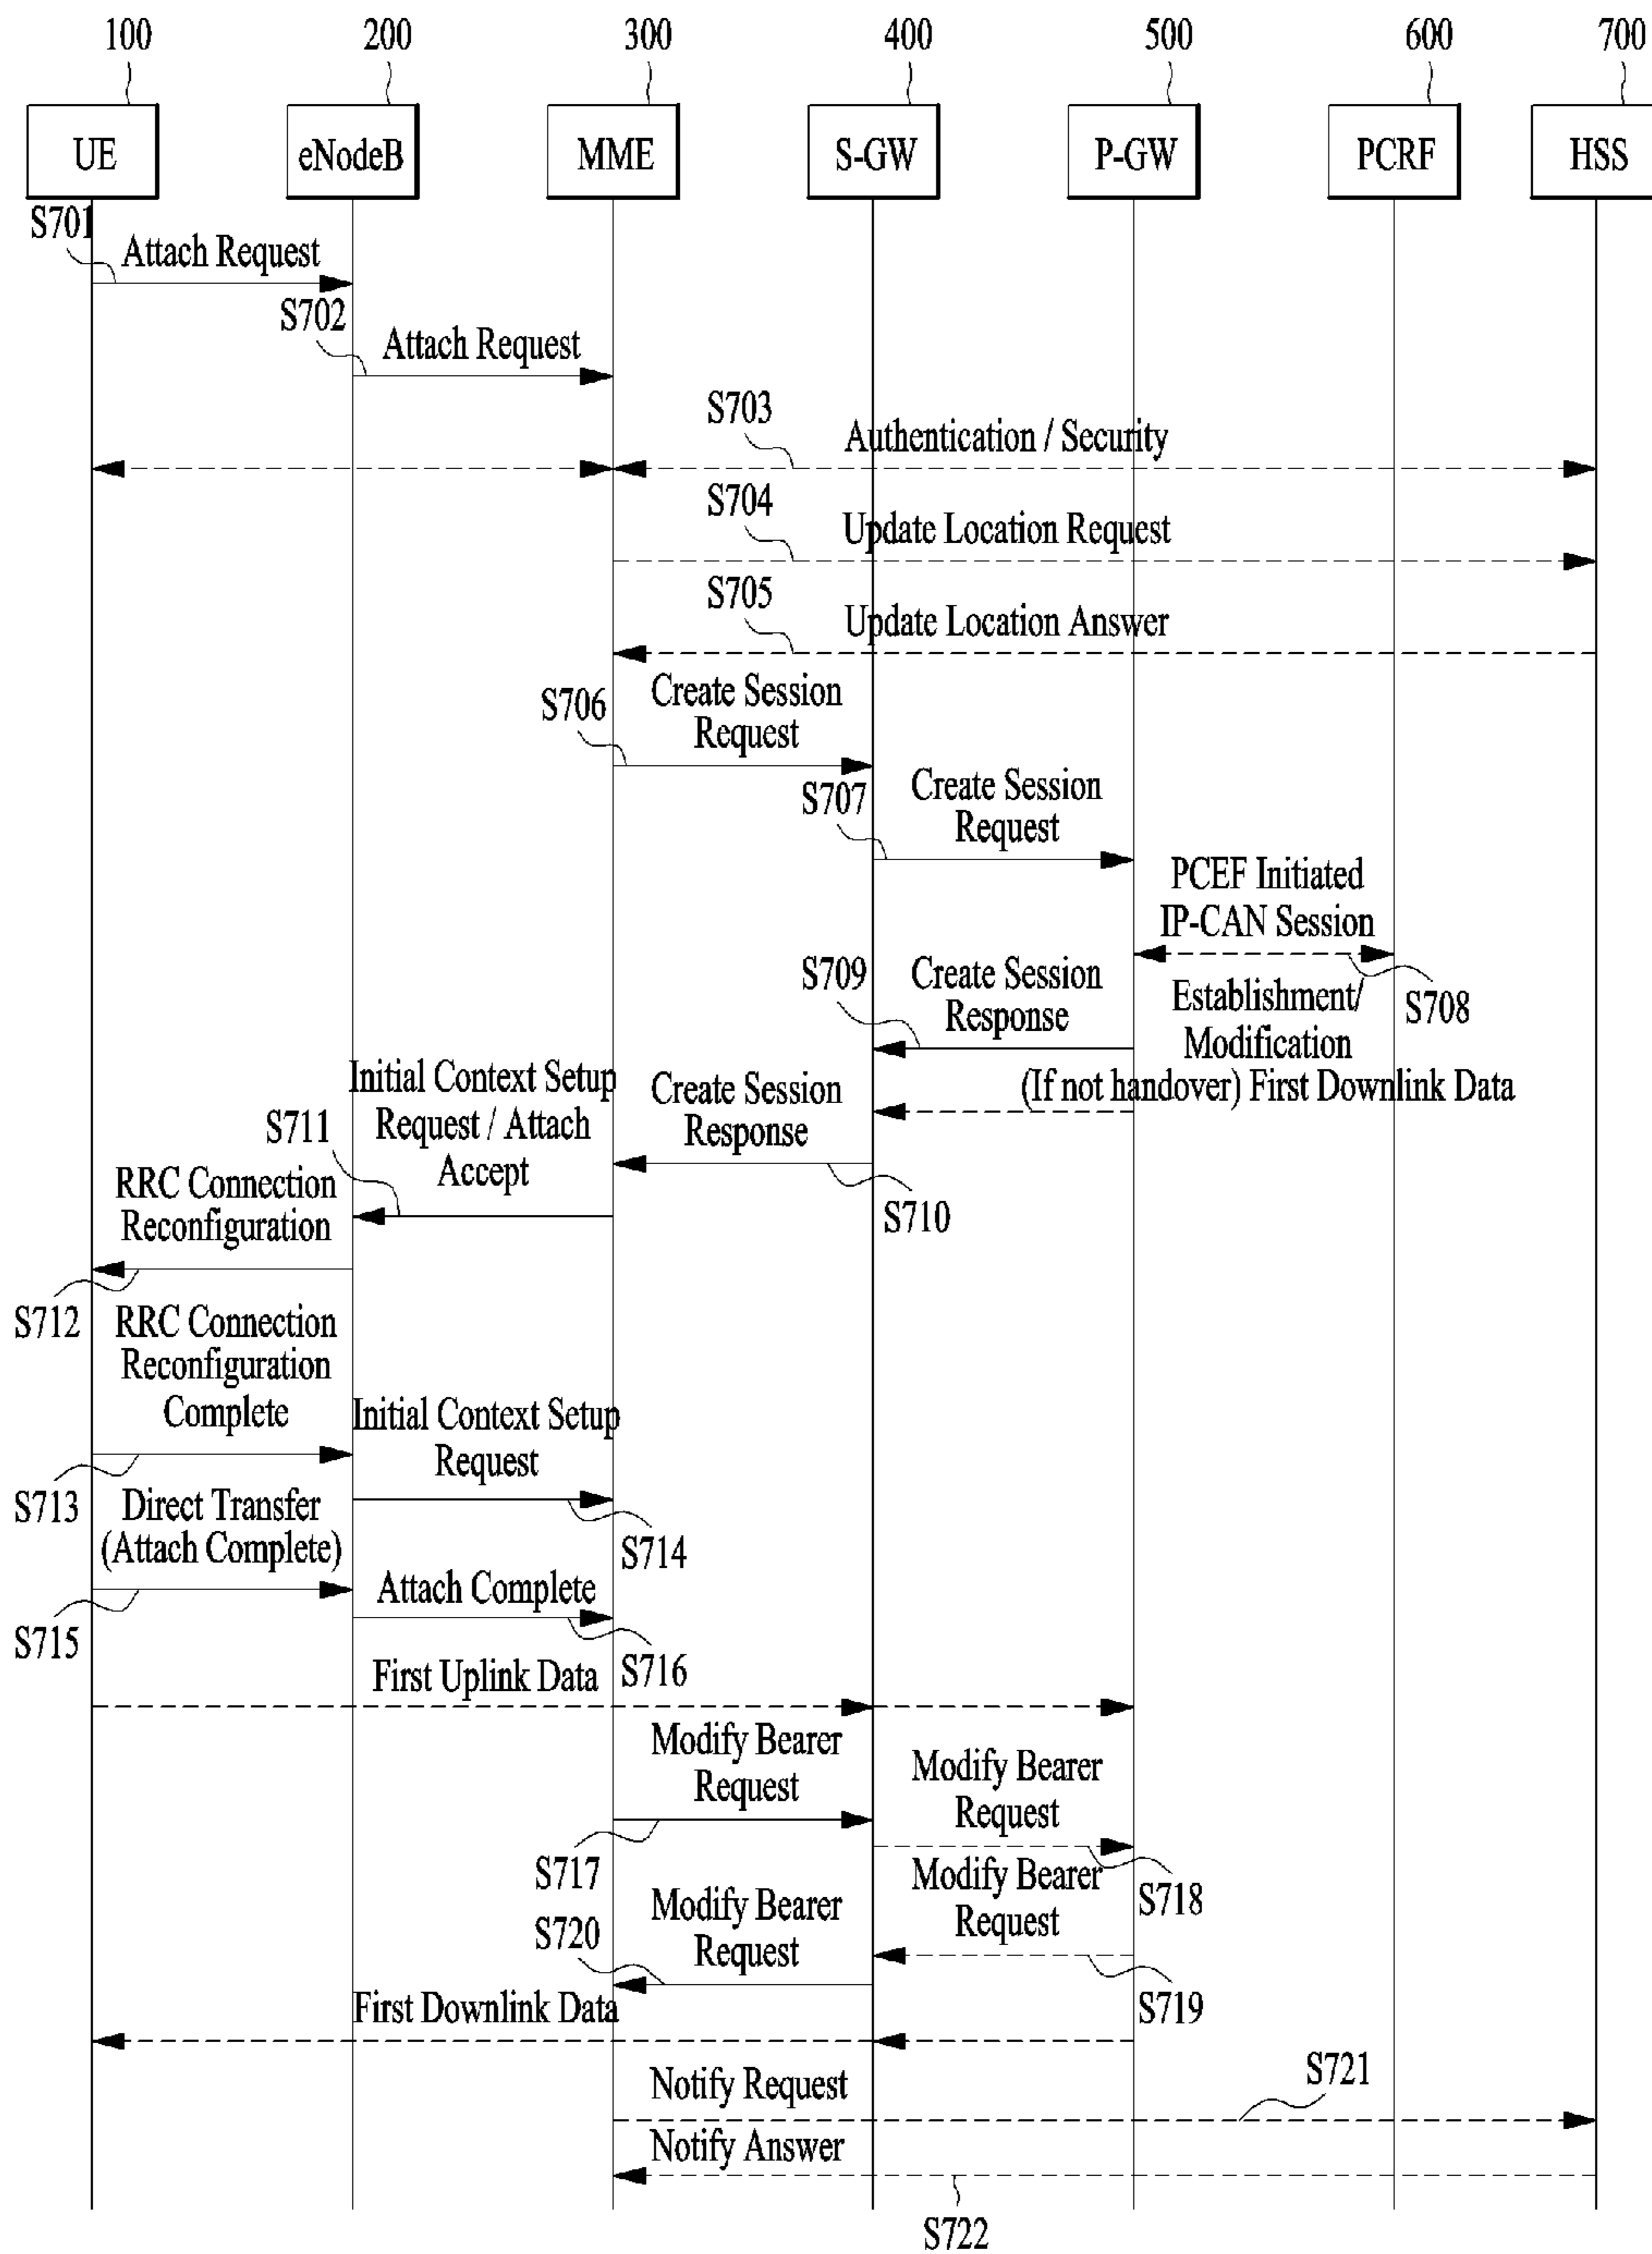 100 200 300 400 500 600 700
UE eNodeB MME S-GW P-GW PCRF HSS
S701
Attach Request
S702
Attach Request
S703
Authentication / Security
S704
Update Location Request
S705
Update Location Answer
S706
Create Session
Request
S707
Create Session
Request
PCEF Initiated
IP-CAN Session
S708
Establishment/
Modification
S709
Create Session
Response
(If not handover) First Downlink Data
Create Session
Response
S710
Initial Context Setup
Request / Attach
Accept
S711
RRC Connection
Reconfiguration
S712
RRC Connection
Reconfiguration
Complete
S713
Initial Context Setup
Request
S714
Direct Transfer
(Attach Complete)
S715
Attach Complete
S716
First Uplink Data
Modify Bearer
Request
S717
Modify Bearer
Request
S718
Modify Bearer
Request
S719
Modify Bearer
Request
S720
First Downlink Data
Notify Request
S721
Notify Answer
S722